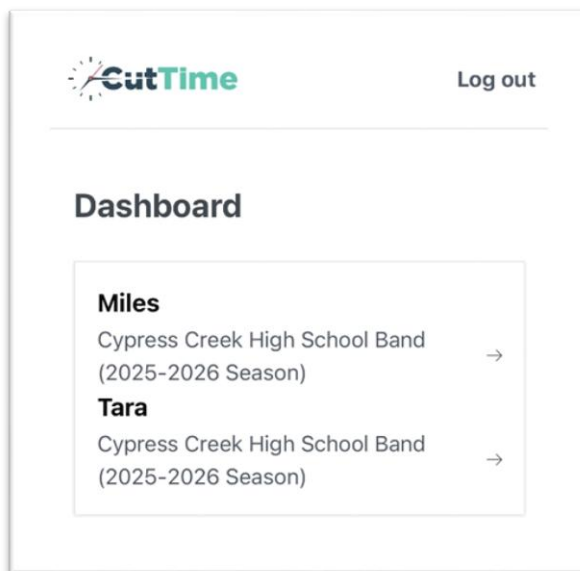 CutTime
Log out
Dashboard
Miles
Cypress Creek High School Band
(2025-2026 Season)
→
Tara
Cypress Creek High School Band
(2025-2026 Season)
→